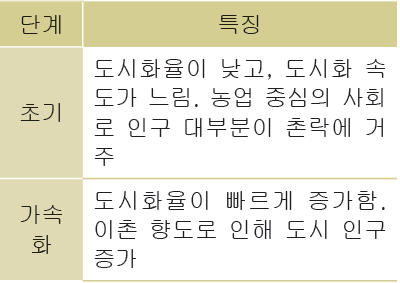 단계 특징
초기
도시화율이 낮고, 도시화 속
도가 느림. 농업 중심의 사회
로 인구 대부분이 촌락에 거
주
가속
화
도시화율이 빠르게 증가함.
이촌 향도로 인해 도시 인구
증가